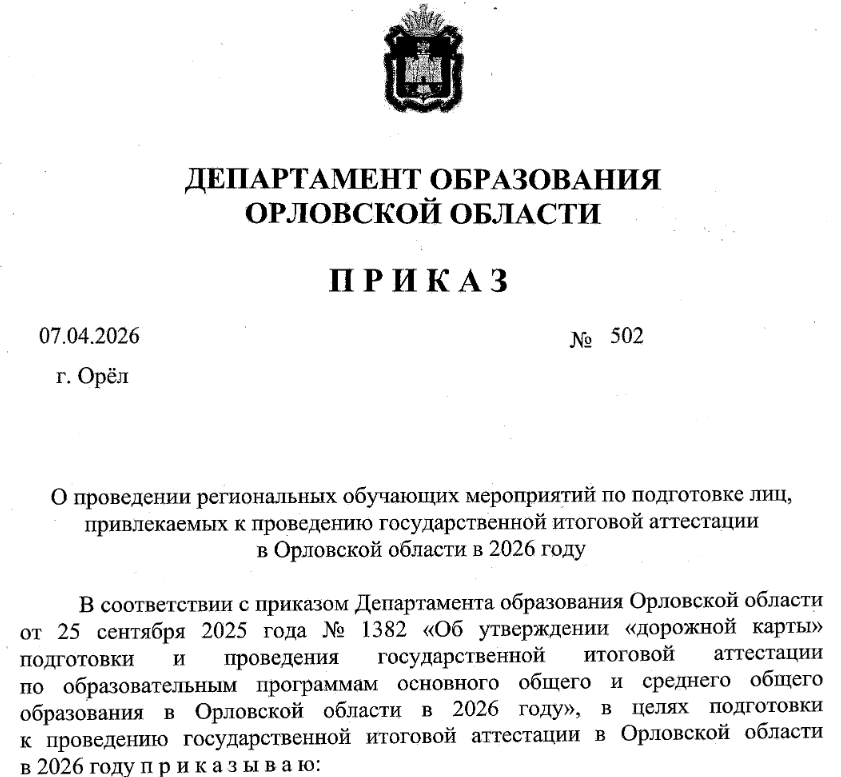 ДЕПАРТАМЕНТ ОБРАЗОВАНИЯ
ОРЛОВСКОЙ ОБЛАСТИ
П Р И К А З
07.04.2026
№ 502
г. Орёл
О проведении региональных обучающих мероприятий по подготовке лиц,
привлекаемых к проведению государственной итоговой аттестации
в Орловской области в 2026 году
В соответствии с приказом Департамента образования Орловской области
от 25 сентября 2025 года № 1382 «Об утверждении «дорожной карты»
подготовки и проведения государственной итоговой аттестации
по образовательным программам основного общего и среднего общего
образования в Орловской области в 2026 году», в целях подготовки
к проведению государственной итоговой аттестации в Орловской области
в 2026 году п р и к а з ы в а ю: